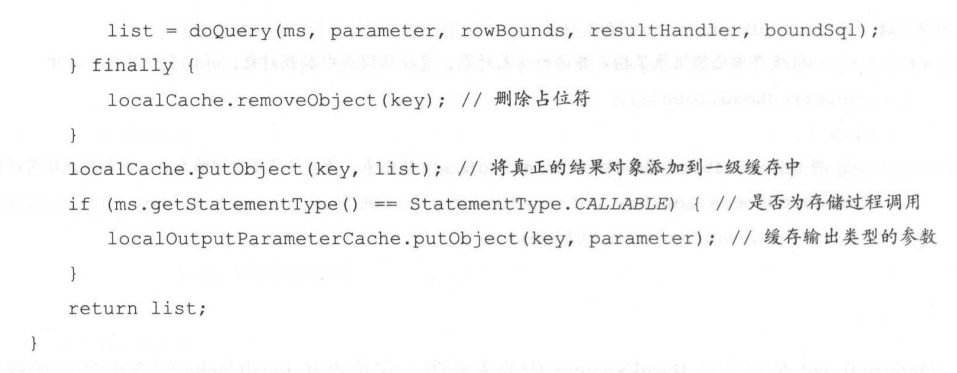 list = doQuery(ms, parameter, rowBounds, resultHandler, boundSql);
} finally {
localCache.removeObject(key); // 删除占位符
}
localCache.putObject(key, list); // 将真正的结果对象添加到一级缓存中
if (ms.getStatementType() == StatementType.CALLABLE) { // 是否为存储过程调用
localOutputParameterCache.putObject(key, parameter); // 缓存输出类型的参数
}
return list;
}